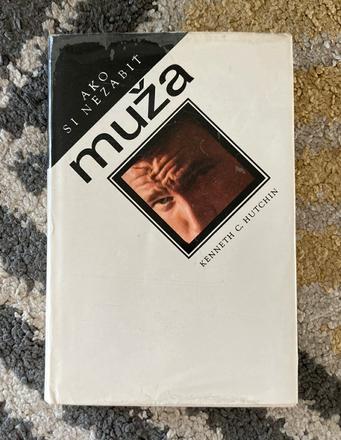 AKO
SI NEZABIŤ
muža
KENNETH C. HUTCHIN